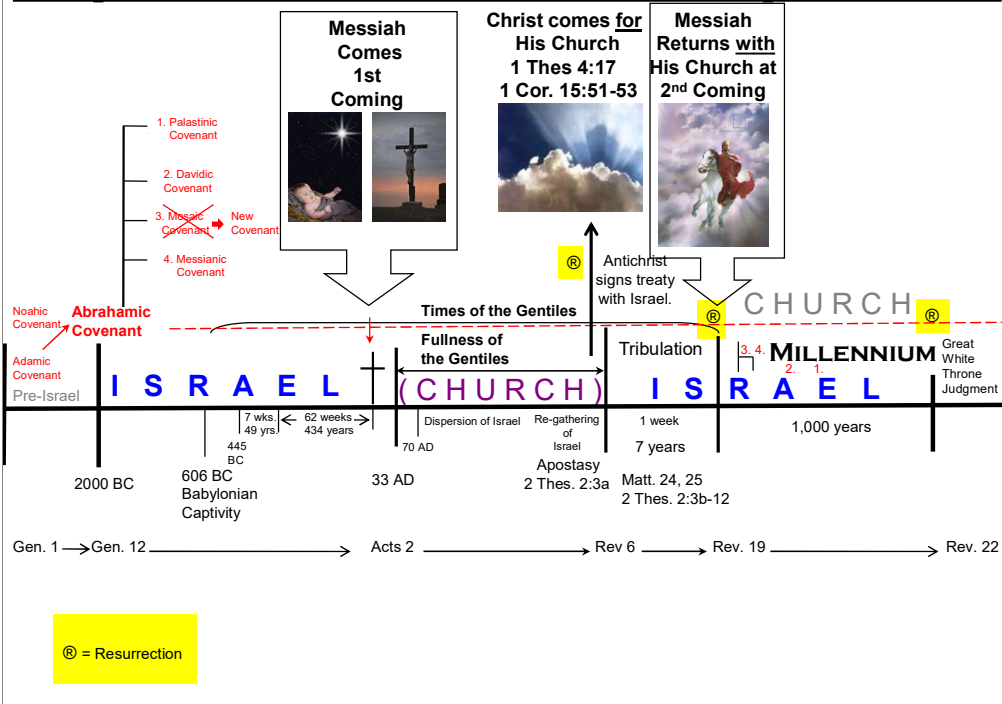 Messiah
Comes
1st
Coming
Christ comes for
His Church
1 Thes 4:17
1 Cor. 15:51-53
Messiah
Returns with
His Church at
2nd Coming
1. Palastinic
Covenant
2. Davidic
Covenant
3. Mosaic
Covenant
New
Covenant
4. Messianic
Covenant
®
Antichrist
signs treaty
with Israel.
Noahic
Covenant
Abrahamic
Covenant
Adamic
Covenant
Pre-Israel
Times of the Gentiles
®
CHURCH
®
Fullness of
the Gentiles
Tribulation
3. 4.
MILLENNIUM
2. 1.
Great
White
Throne
Judgment
ISRAEL
(CHURCH)
ISRAEL
7 wks.
49 yrs.
62 weeks
434 years
445
BC
70 AD
Dispersion of Israel
Re-gathering
of
Israel
1 week
7 years
1,000 years
2000 BC
606 BC
Babylonian
Captivity
33 AD
Apostasy
2 Thes. 2:3a
Matt. 24, 25
2 Thes. 2:3b-12
Gen. 1
Gen. 12
Acts 2
Rev 6
Rev. 19
Rev. 22
® = Resurrection